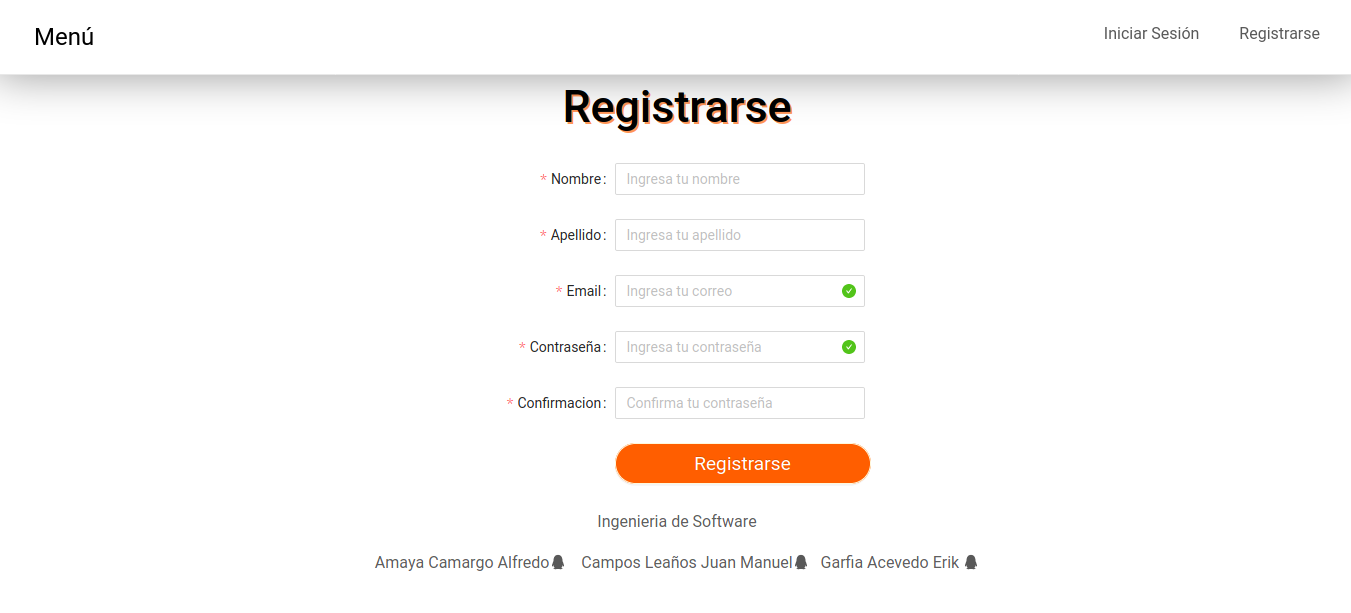 Menú Iniciar Sesión Registrarse
Registrarse
* Nombre: Ingresa tu nombre
* Apellido: Ingresa tu apellido
* Email: Ingresa tu correo
* Contraseña: Ingresa tu contraseña
* Confirmacion: Confirma tu contraseña
Registrarse
Ingenieria de Software
Amaya Camargo Alfredo Campos Leaños Juan Manuel Garfia Acevedo Erik